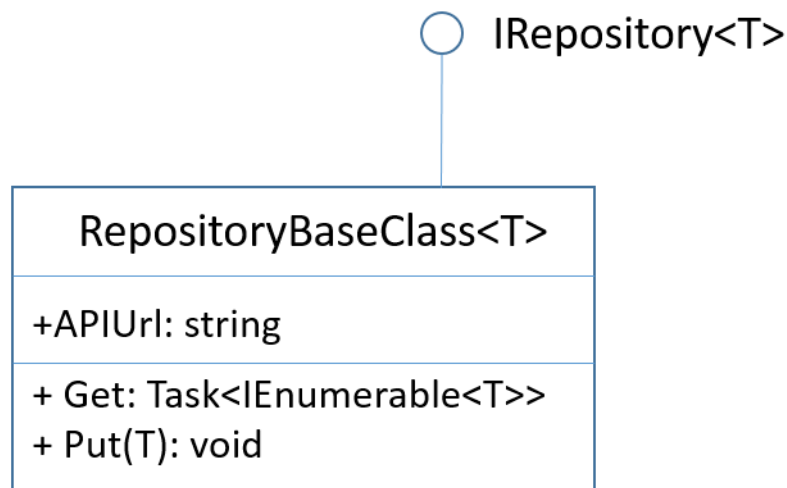 IRepository<T>
RepositoryBaseClass<T>
+APIUrl: string
+ Get: Task<IEnumerable<T>>
+ Put(T): void